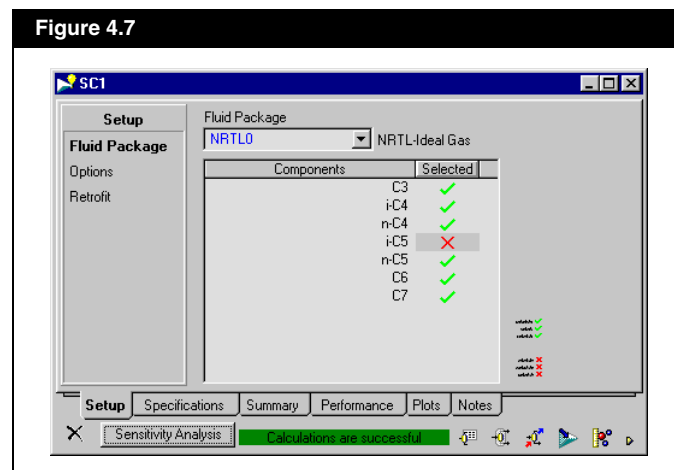 Figure 4.7
SC1
Setup
Fluid Package
Options
Retrofit
Fluid Package
NRTL0
NRTL-Ideal Gas
Components Selected
C3
i-C4
n-C4
i-C5
n-C5
C6
C7
Setup Specifications Summary Performance Plots Notes
Sensitivity Analysis Calculations are successful